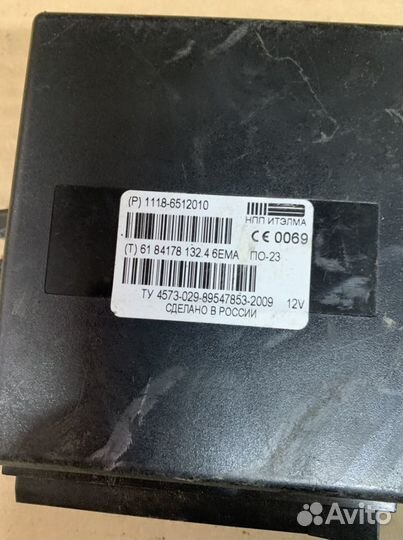 (P) 1118-6512010
НПП ИТЭЛМА
CE 0069
(T) 61 84178 132.4 6EMA ПО-23
ТУ 4573-029-89547853-2009 12V
СДЕЛАНО В РОССИИ
Avito